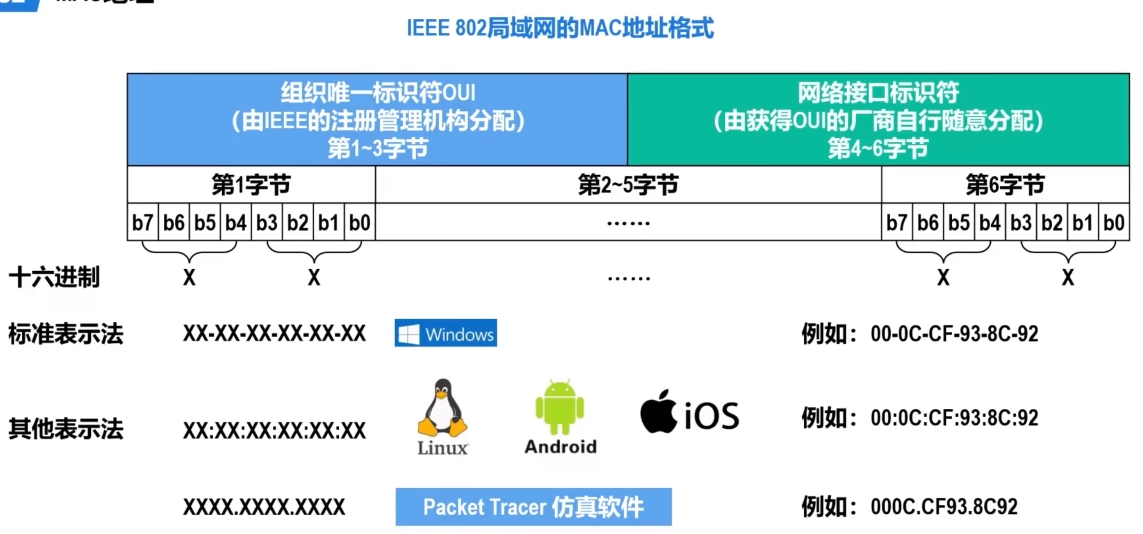 IEEE 802局域网的MAC地址格式
组织唯一标识符OUI
（由IEEE的注册管理机构分配）
第1~3字节
网络接口标识符
（由获得OUI的厂商自行随意分配）
第4~6字节
第1字节 第2~5字节 第6字节
b7 b6 b5 b4 b3 b2 b1 b0 …… b7 b6 b5 b4 b3 b2 b1 b0
十六进制 X X …… X X
标准表示法 XX-XX-XX-XX-XX-XX Windows 例如：00-0C-CF-93-8C-92
其他表示法 XX:XX:XX:XX:XX:XX Linux Android iOS 例如：00:0C:CF:93:8C:92
XXXX.XXXX.XXXX Packet Tracer 仿真软件 例如：000C.CF93.8C92